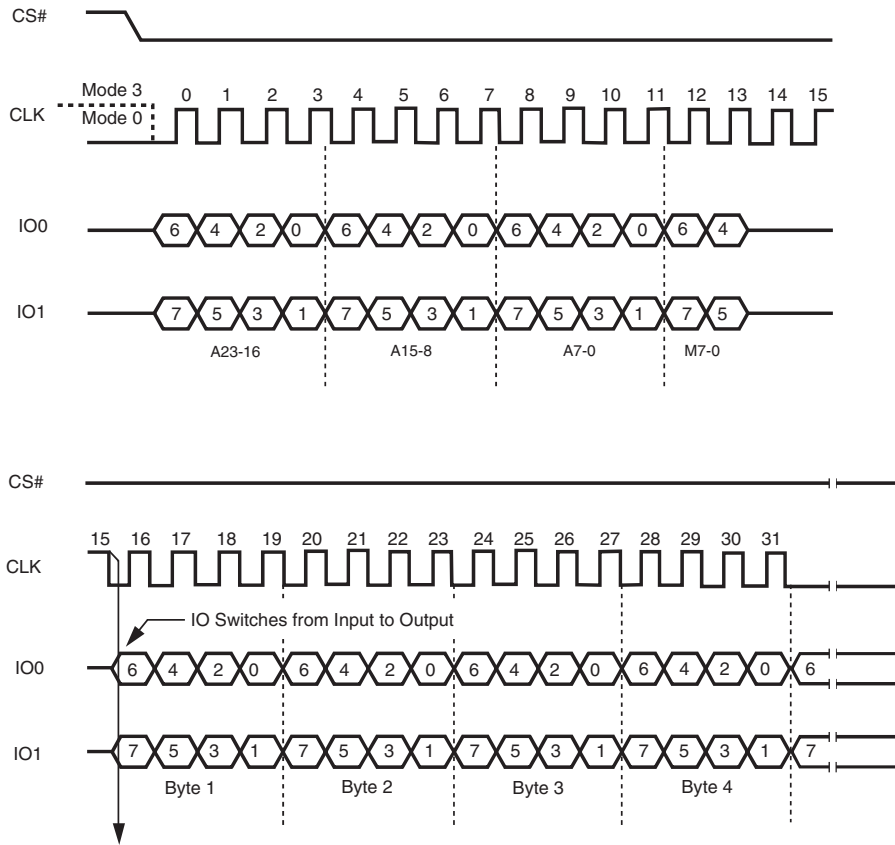 CS#
Mode 3
0 1 2 3 4 5 6 7 8 9 10 11 12 13 14 15
CLK
Mode 0
IO0
6 4 2 0 6 4 2 0 6 4 2 0 6 4
IO1
7 5 3 1 7 5 3 1 7 5 3 1 7 5
A23-16 A15-8 A7-0 M7-0
CS#
15 16 17 18 19 20 21 22 23 24 25 26 27 28 29 30 31
CLK
IO Switches from Input to Output
IO0
6 4 2 0 6 4 2 0 6 4 2 0 6 4 2 0 6
IO1
7 5 3 1 7 5 3 1 7 5 3 1 7 5 3 1 7
Byte 1 Byte 2 Byte 3 Byte 4